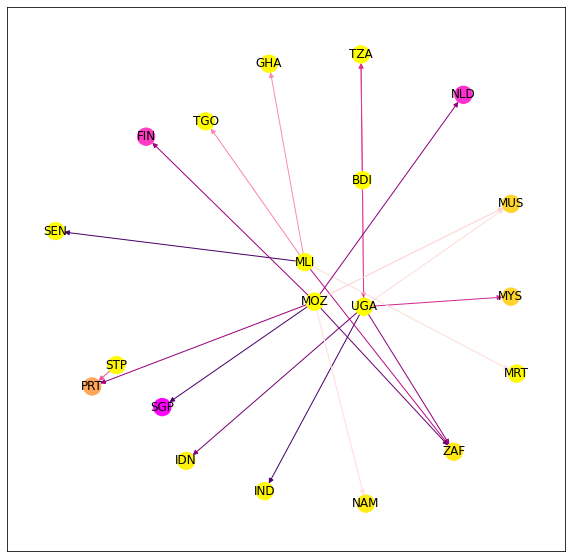 TZA
GHA
NLD
TGO
FIN
BDI
MUS
SEN
MLI
MYS
MOZ
UGA
STP
MRT
PRT
SGP
ZAF
IDN
IND
NAM